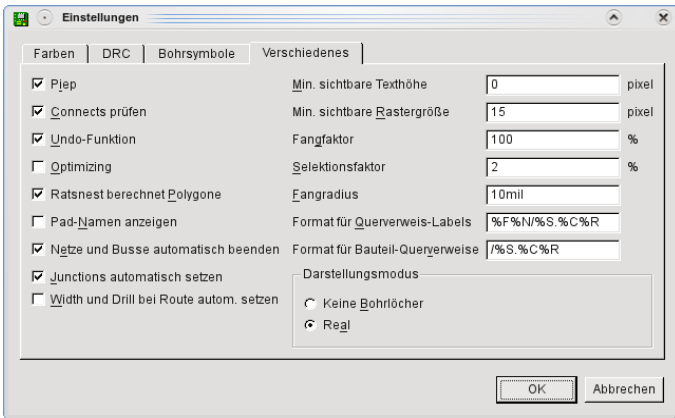 Einstellungen
Farben DRC Bohrsymbole Verschiedenes
Piep Min. sichtbare Texthöhe 0 pixel
Connects prüfen Min. sichtbare Rastergröße 15 pixel
Undo-Funktion Fangfaktor 100 %
Optimizing Selektionsfaktor 2 %
Ratsnest berechnet Polygone Fangradius 10mil
Pad-Namen anzeigen Format für Querverweis-Labels %F%N/%S.%C%R
Netze und Busse automatisch beenden Format für Bauteil-Querverweise /%S.%C%R
Junctions automatisch setzen Darstellungsmodus
Width und Drill bei Route autom. setzen Keine Bohrlöcher
Real
OK Abbrechen